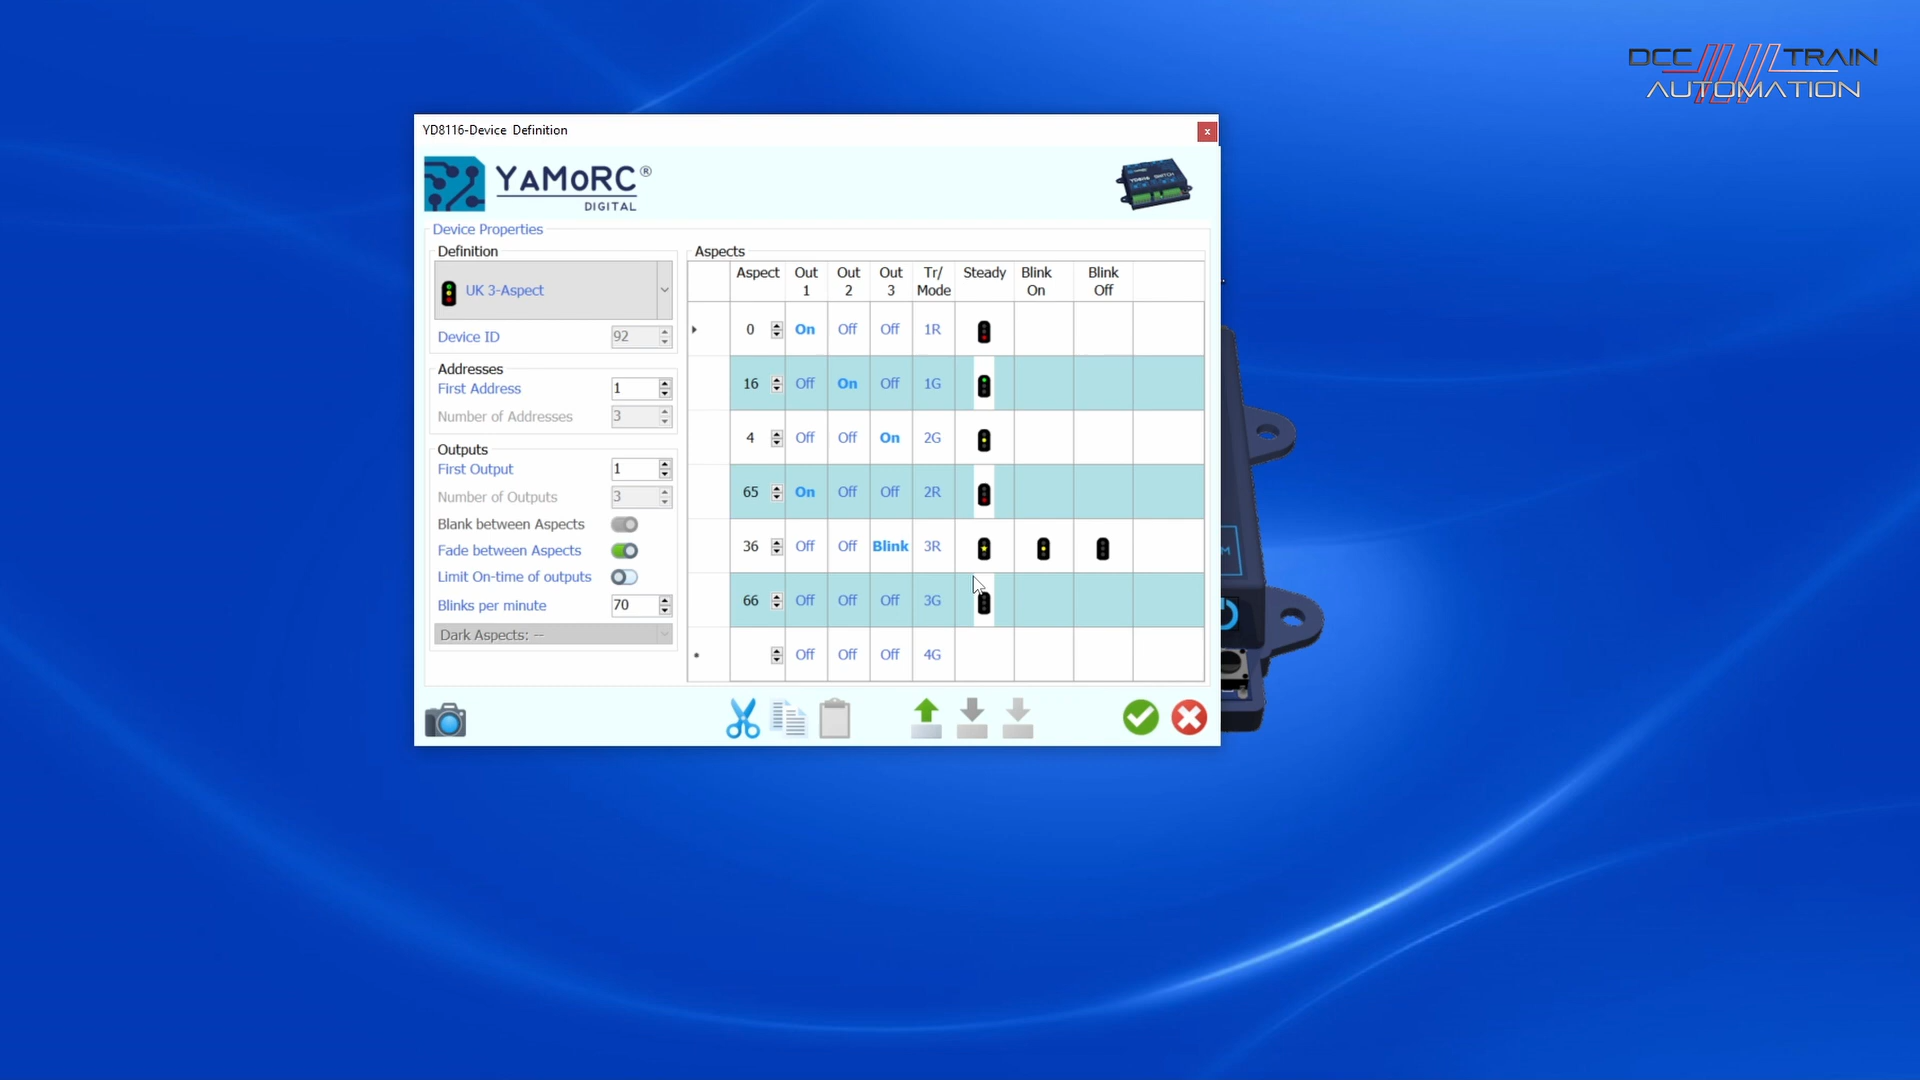 DCC TRAIN
AUTOMATION
YD8116-Device Definition
x
YAMORC®
DIGITAL
YD8116 SWITCH
Device Properties
Definition
UK 3-Aspect
Device ID 92
Addresses
First Address 1
Number of Addresses 3
Outputs
First Output 1
Number of Outputs 3
Blank between Aspects
Fade between Aspects
Limit On-time of outputs
Blinks per minute 70
Dark Aspects: --
Aspects
Aspect Out 1 Out 2 Out 3 Tr/ Mode Steady Blink On Blink Off
0 On Off Off 1R
16 Off On Off 1G
4 Off Off On 2G
65 On Off Off 2R
36 Off Off Blink 3R
66 Off Off Off 3G
Off Off Off 4G
M